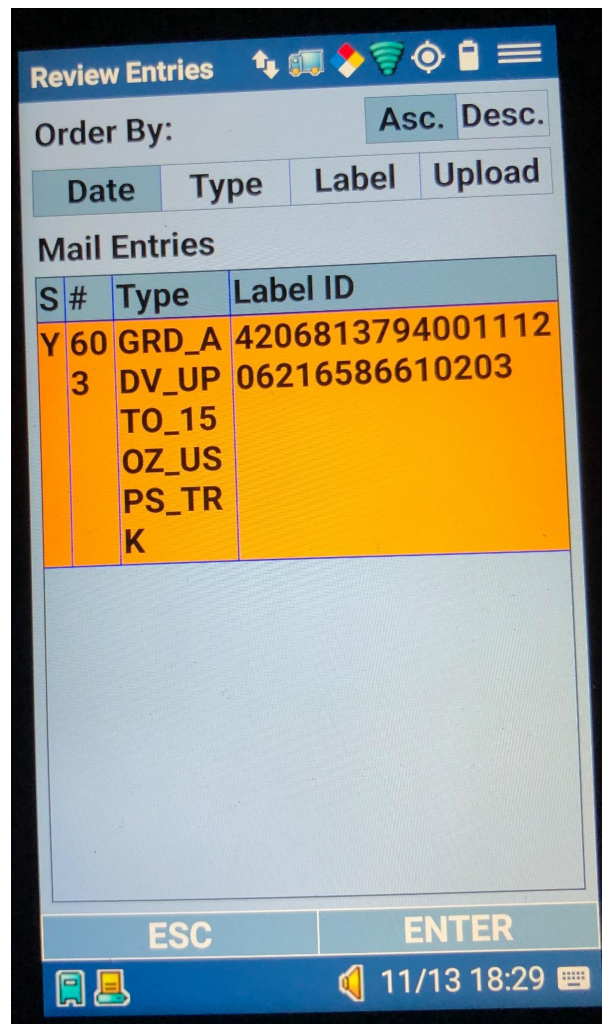 Review Entries
Order By:
Asc. Desc.
Date Type Label Upload
Mail Entries
S # Type Label ID
Y 60 GRD_A 4206813794001112
3 DV_UP 06216586610203
TO_15
OZ_US
PS_TR
K
ESC ENTER
11/13 18:29